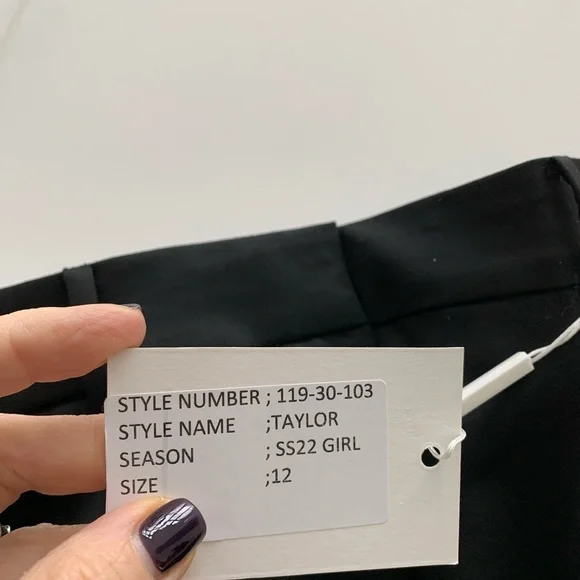 STYLE NUMBER ; 119-30-103
STYLE NAME ;TAYLOR
SEASON ; SS22 GIRL
SIZE ;12